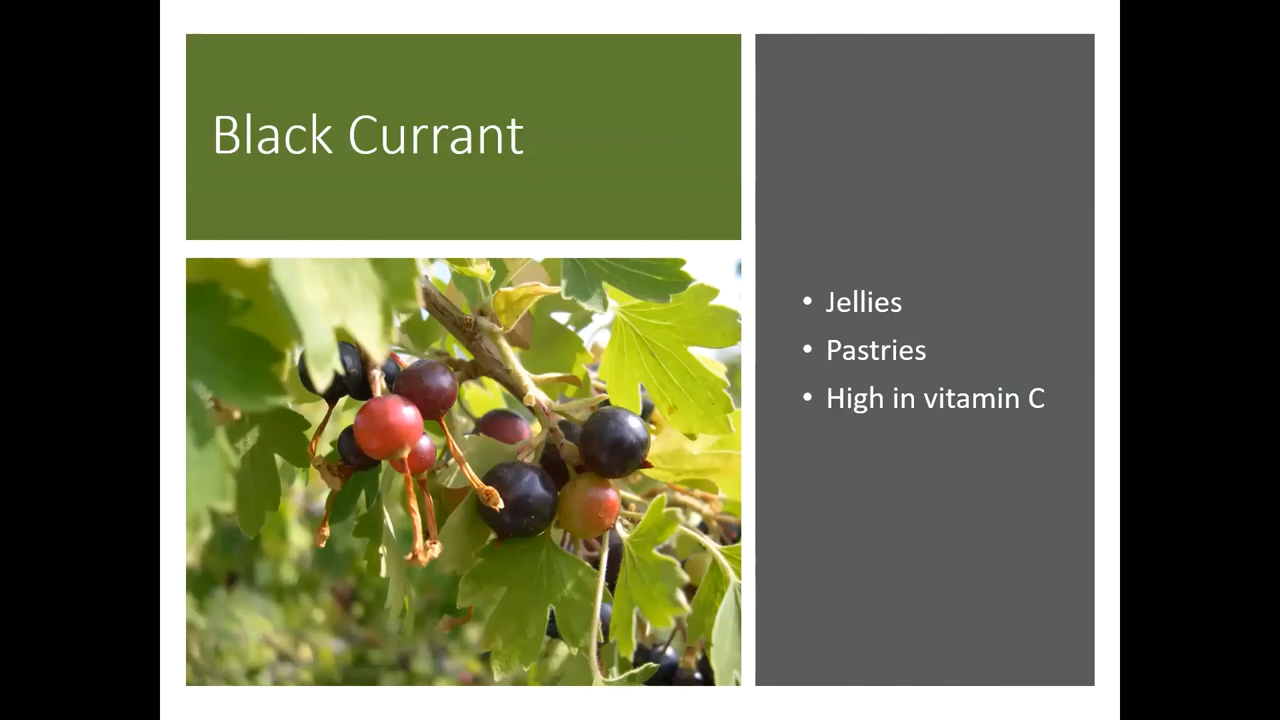 Black Currant
• Jellies
• Pastries
• High in vitamin C